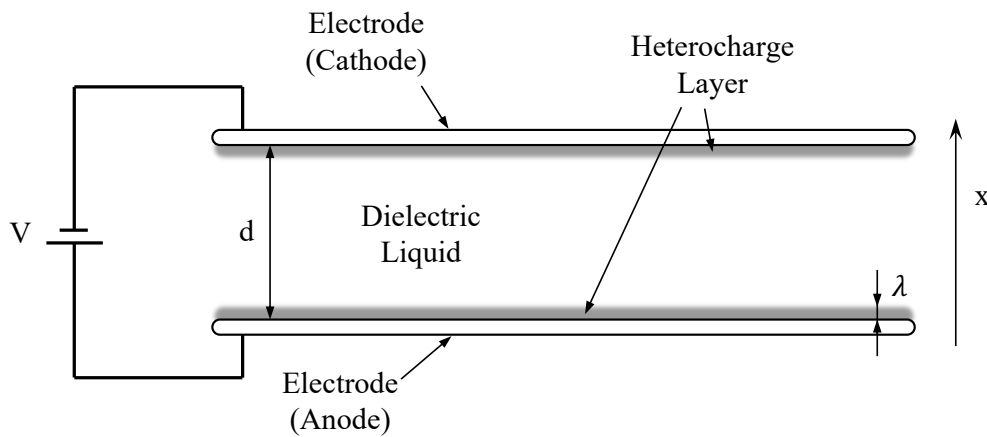 Electrode
(Cathode)
Heterocharge
Layer
x
V
d
Dielectric
Liquid
λ
Electrode
(Anode)